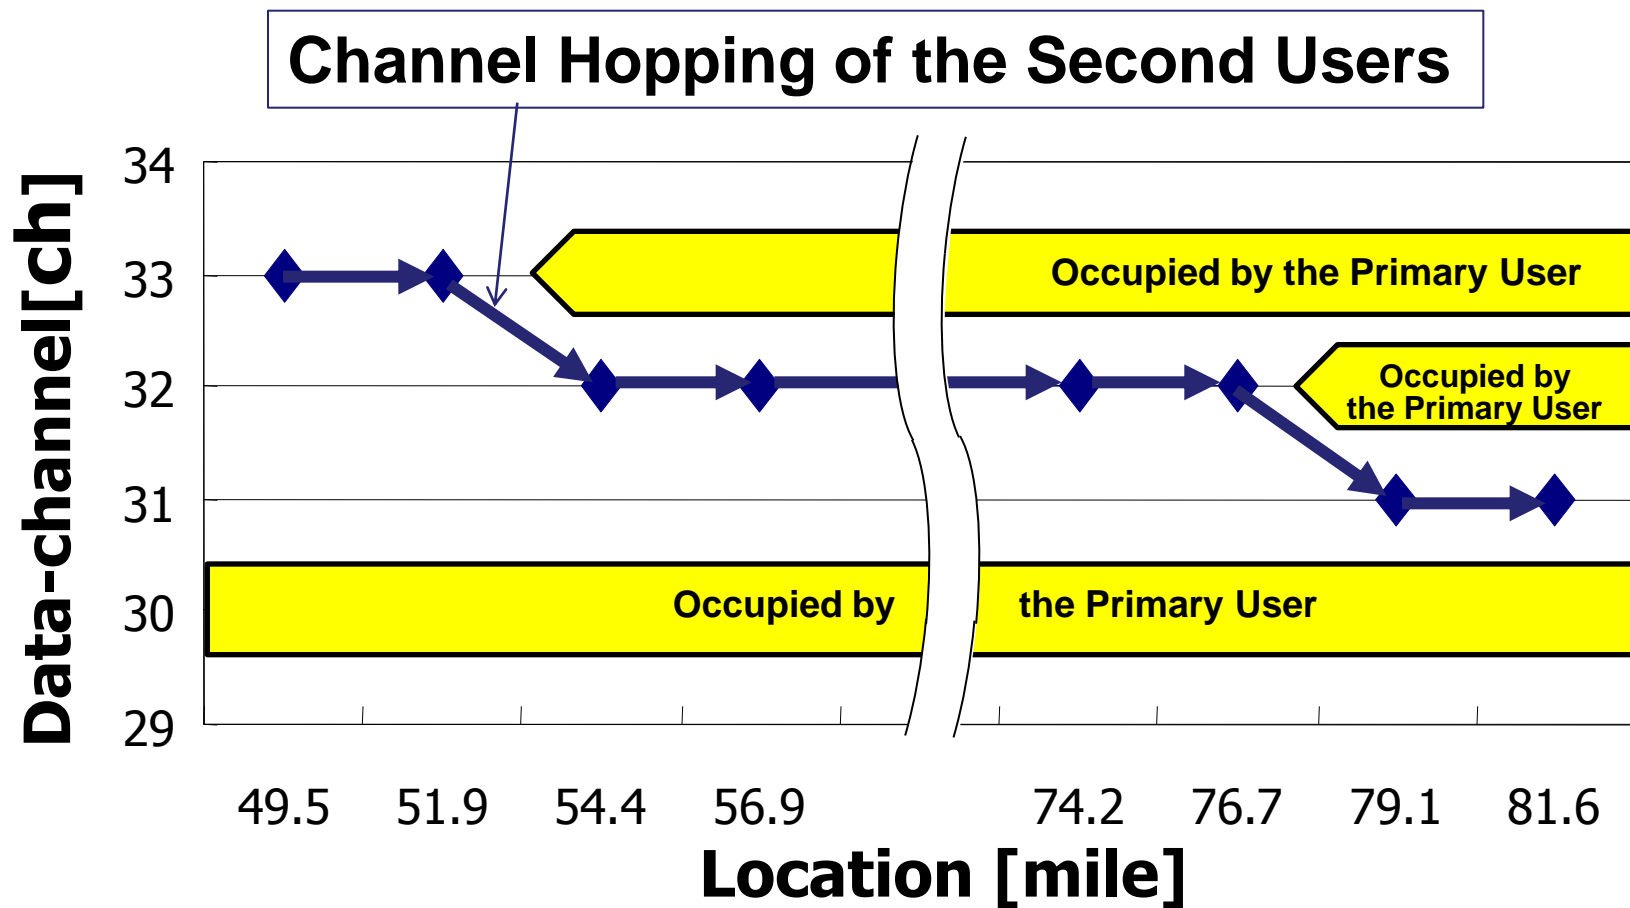 Channel Hopping of the Second Users
Data-channel[ch]
34
33
32
31
30
29
Occupied by the Primary User
Occupied by
the Primary User
Occupied by the Primary User
49.5 51.9 54.4 56.9 74.2 76.7 79.1 81.6
Location [mile]